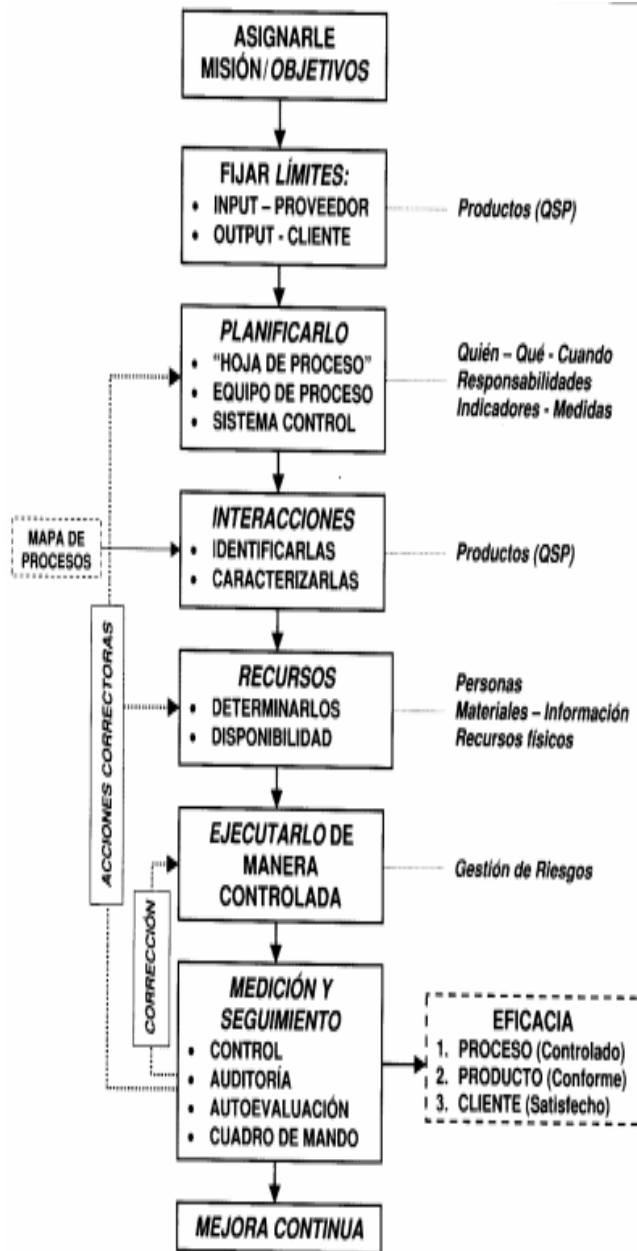 ASIGNARLE
MISIÓN/OBJETIVOS
FIJAR LÍMITES:
• INPUT – PROVEEDOR
• OUTPUT - CLIENTE
Productos (QSP)
PLANIFICARLO
• “HOJA DE PROCESO”
• EQUIPO DE PROCESO
• SISTEMA CONTROL
Quién – Qué - Cuando
Responsabilidades
Indicadores - Medidas
MAPA DE
PROCESOS
INTERACCIONES
• IDENTIFICARLAS
• CARACTERIZARLAS
Productos (QSP)
ACCIONES CORRECTORAS
RECURSOS
• DETERMINARLOS
• DISPONIBILIDAD
Personas
Materiales – Información
Recursos físicos
CORRECCIÓN
EJECUTARLO DE
MANERA
CONTROLADA
Gestión de Riesgos
MEDICIÓN Y
SEGUIMIENTO
• CONTROL
• AUDITORÍA
• AUTOEVALUACIÓN
• CUADRO DE MANDO
EFICACIA
1. PROCESO (Controlado)
2. PRODUCTO (Conforme)
3. CLIENTE (Satisfecho)
MEJORA CONTINUA